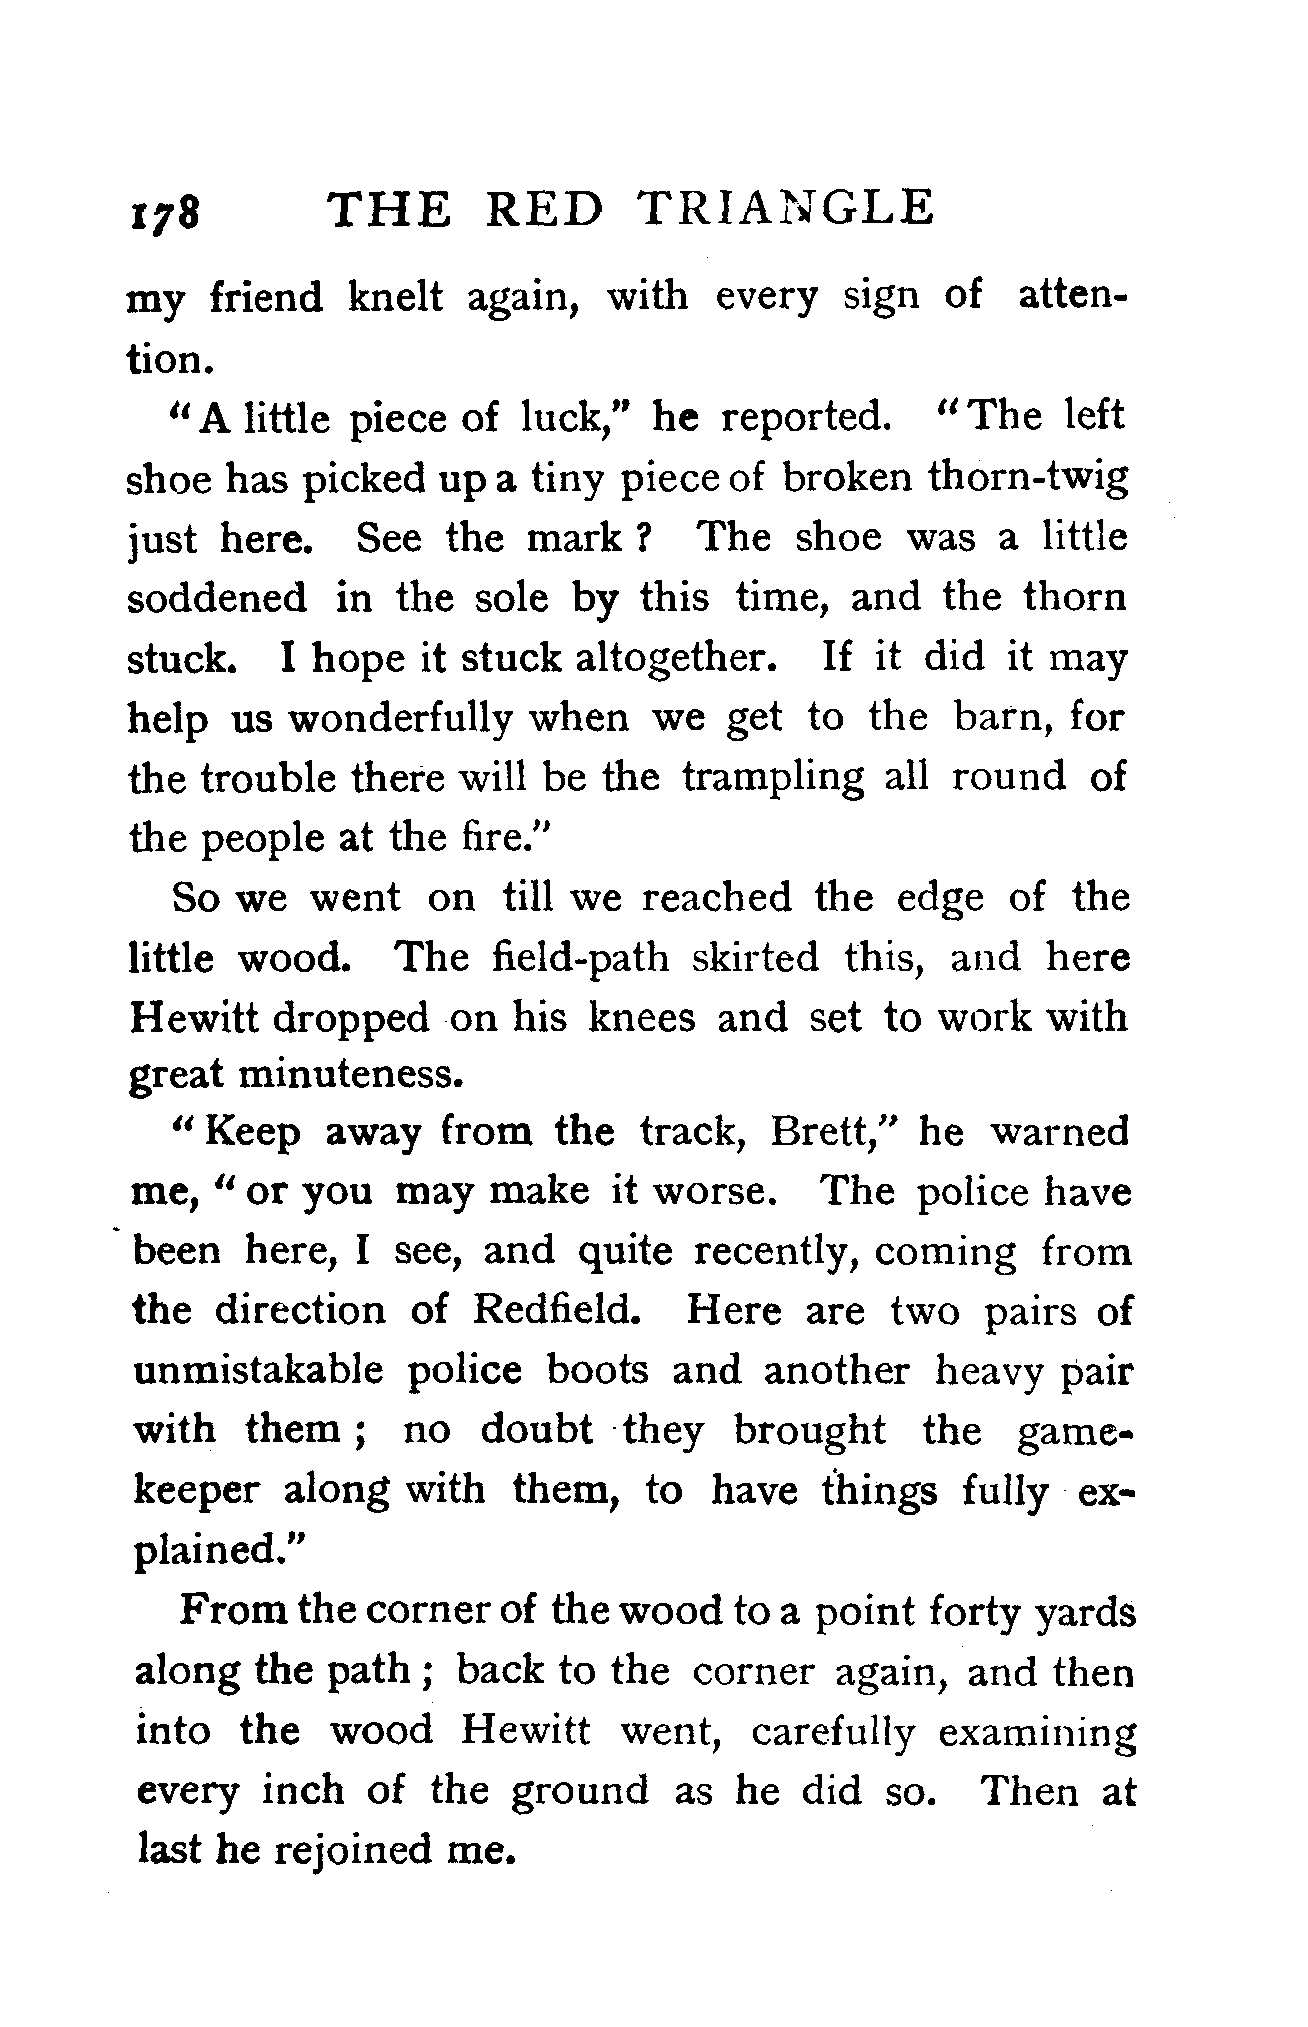 178 THE RED TRIANGLE
my friend knelt again, with every sign of atten-
tion.
“A little piece of luck,” he reported. “The left
shoe has picked up a tiny piece of broken thorn-twig
just here. See the mark ? The shoe was a little
soddened in the sole by this time, and the thorn
stuck. I hope it stuck altogether. If it did it may
help us wonderfully when we get to the barn, for
the trouble there will be the trampling all round of
the people at the fire.”
So we went on till we reached the edge of the
little wood. The field-path skirted this, and here
Hewitt dropped on his knees and set to work with
great minuteness.
“Keep away from the track, Brett,” he warned
me, “or you may make it worse. The police have
been here, I see, and quite recently, coming from
the direction of Redfield. Here are two pairs of
unmistakable police boots and another heavy pair
with them ; no doubt they brought the game-
keeper along with them, to have things fully ex-
plained.”
From the corner of the wood to a point forty yards
along the path ; back to the corner again, and then
into the wood Hewitt went, carefully examining
every inch of the ground as he did so. Then at
last he rejoined me.